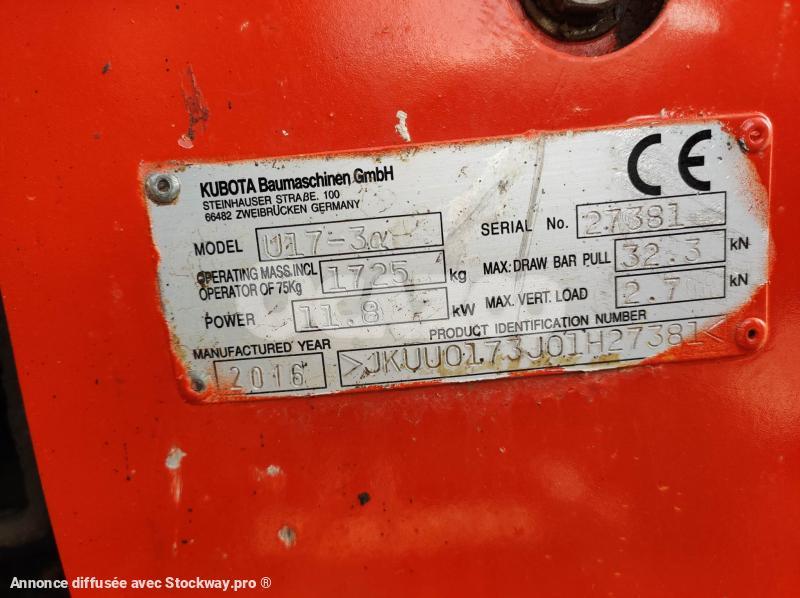 KUBOTA Baumaschinen GmbH
STEINHAUSER STRAßE. 100
66482 ZWEIBRÜCKEN GERMANY
CE
MODEL U17-3α
SERIAL No. 27381
OPERATING MASS.INCL OPERATOR OF 75Kg 1725 kg
MAX:DRAW BAR PULL 32.3 kN
POWER 11.8 kW
MAX. VERT. LOAD 2.7 kN
MANUFACTURED YEAR
2016
PRODUCT IDENTIFICATION NUMBER
>JKUU0173J01H27381<
Annonce diffusée avec Stockway.pro ®